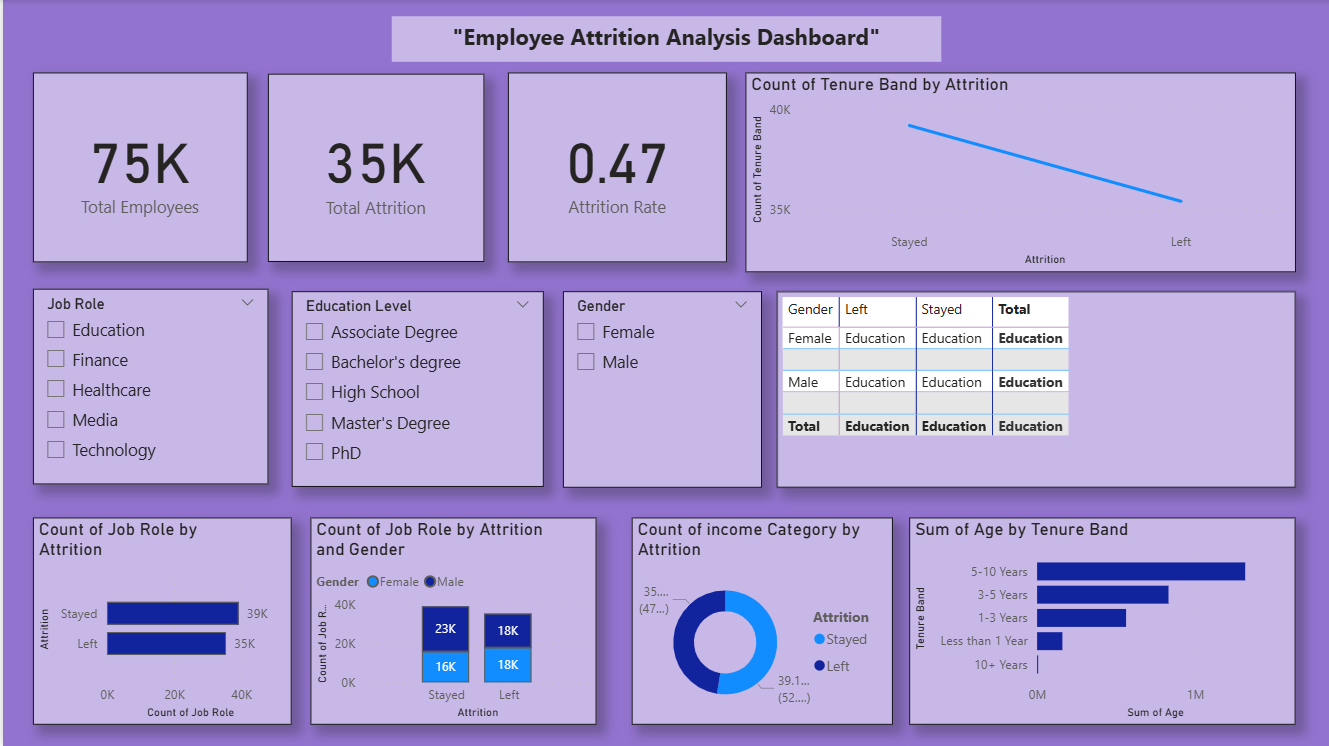 "Employee Attrition Analysis Dashboard"
75K
Total Employees
35K
Total Attrition
0.47
Attrition Rate
Count of Tenure Band by Attrition
Count of Tenure Band
40K
35K
Stayed Left
Attrition
Job Role
Education
Finance
Healthcare
Media
Technology
Education Level
Associate Degree
Bachelor's degree
High School
Master's Degree
PhD
Gender
Female
Male
Gender Left Stayed Total
Female Education Education Education
Male Education Education Education
Total Education Education Education
Count of Job Role by
Attrition
Attrition
Stayed 39K
Left 35K
0K 20K 40K
Count of Job Role
Count of Job Role by Attrition
and Gender
Gender Female Male
Count of Job R...
40K
20K
0K
23K 18K
16K 18K
Stayed Left
Attrition
Count of income Category by
Attrition
35....
(47...)
39.1...
(52....)
Attrition
Stayed
Left
Sum of Age by Tenure Band
Tenure Band
5-10 Years
3-5 Years
1-3 Years
Less than 1 Year
10+ Years
0M 1M
Sum of Age